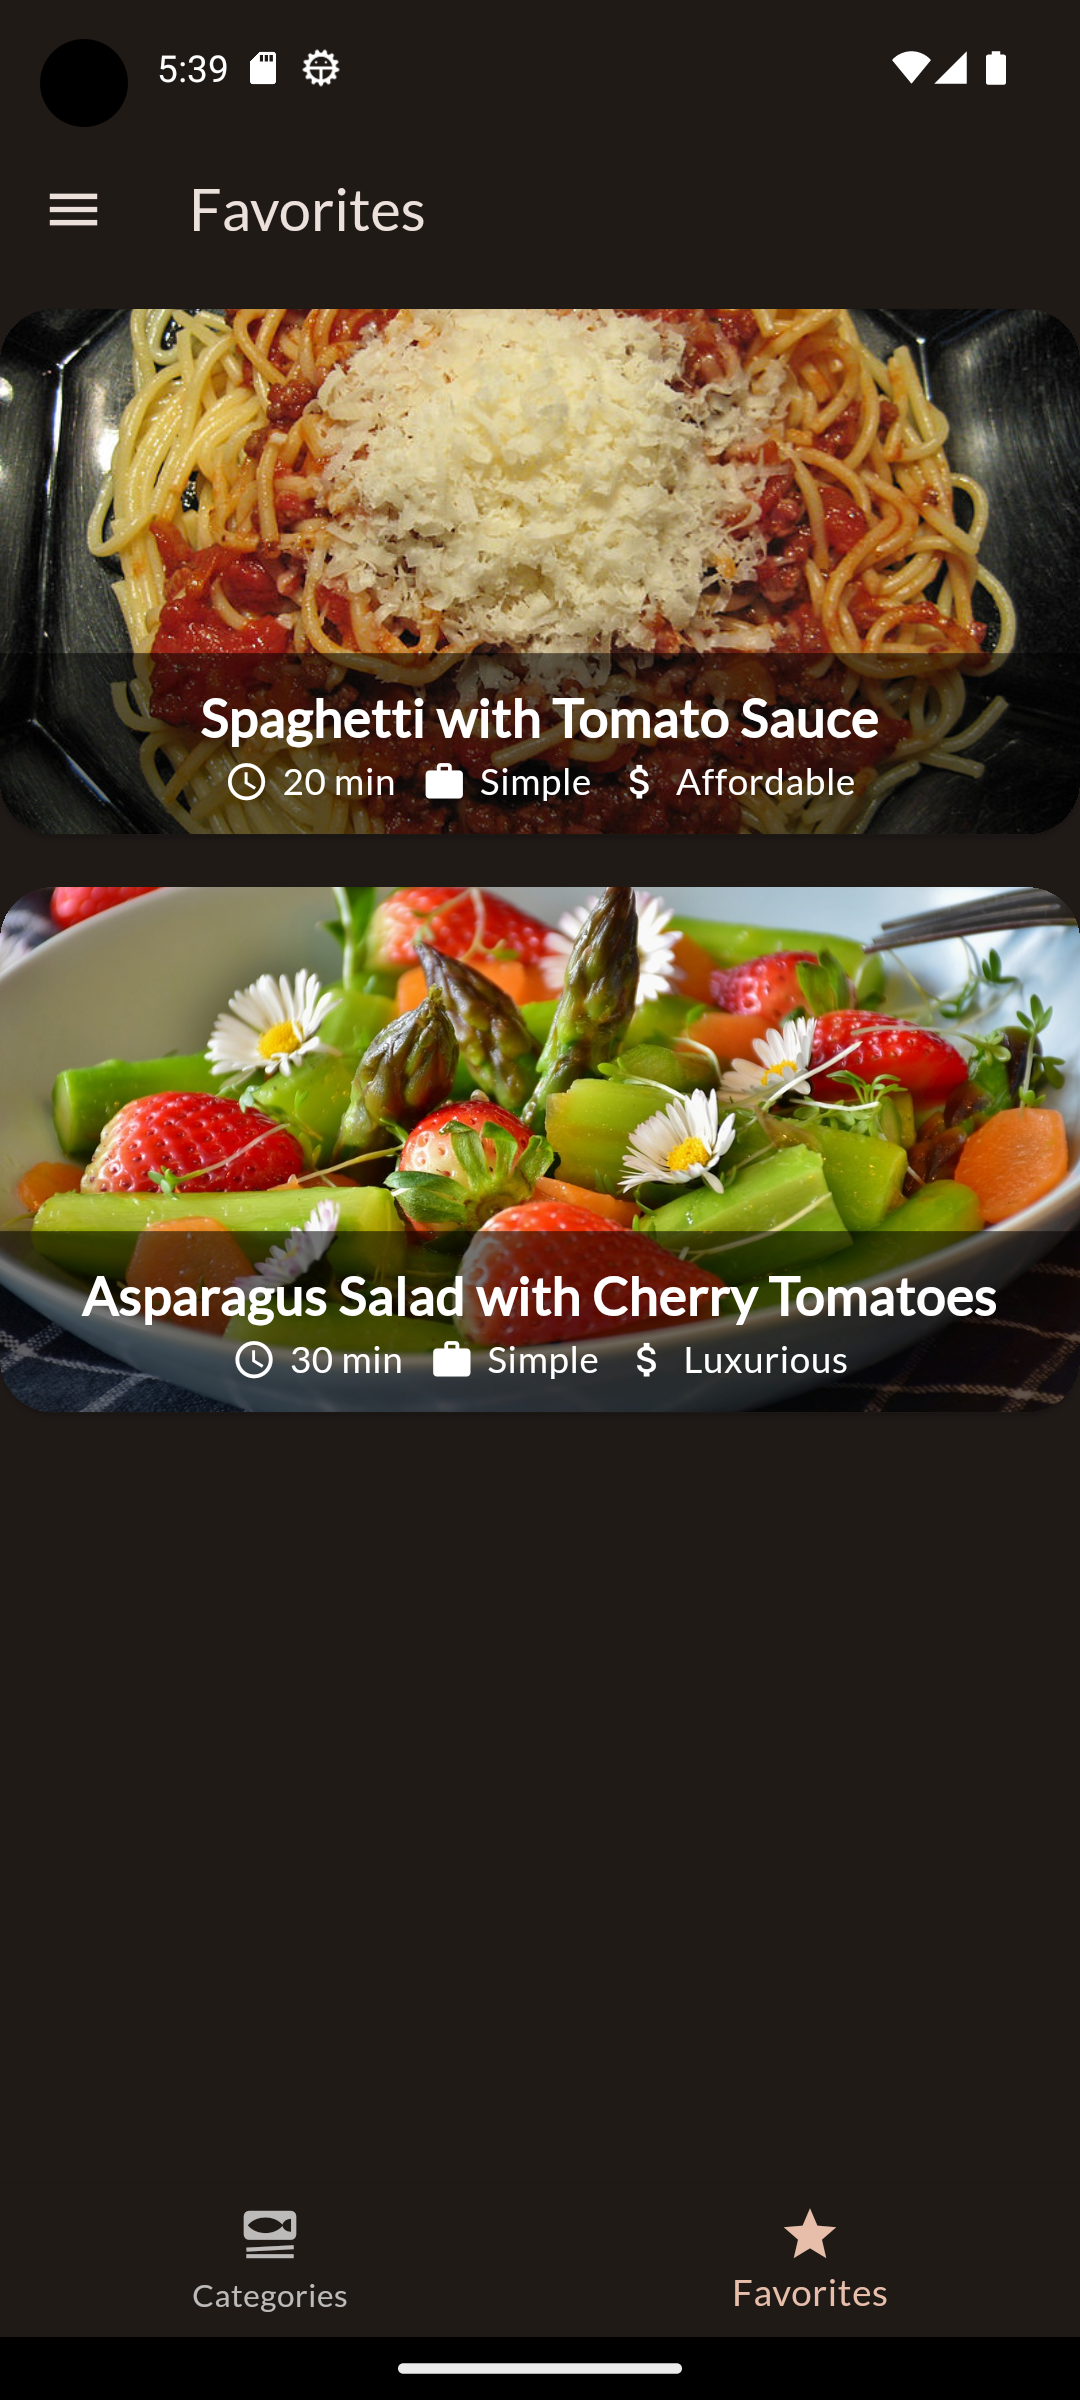 5:39
Favorites
Spaghetti with Tomato Sauce
20 min Simple $ Affordable
Asparagus Salad with Cherry Tomatoes
30 min Simple $ Luxurious
Categories
Favorites